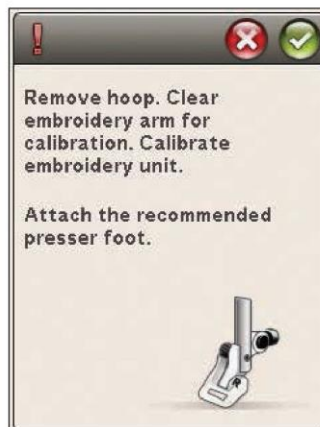 Remove hoop. Clear
embroidery arm for
calibration. Calibrate
embroidery unit.
Attach the recommended
presser foot.
R